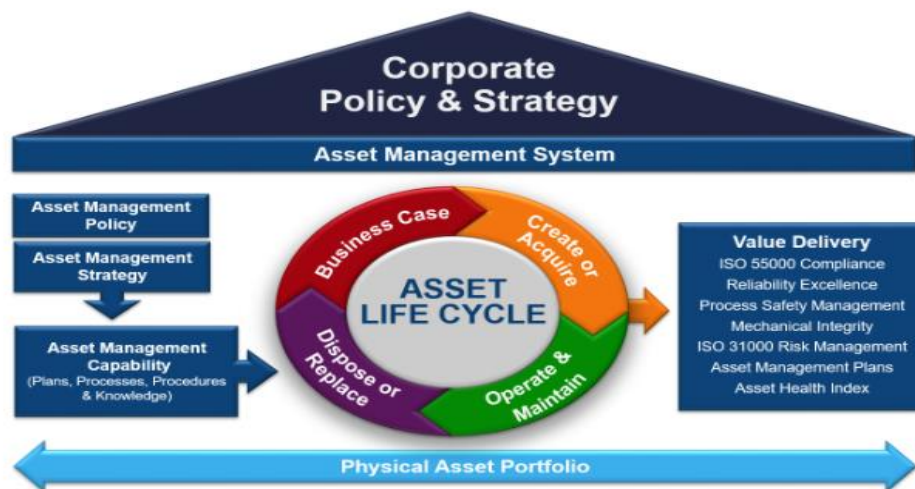 Corporate
Policy & Strategy
Asset Management System
Asset Management
Policy
Asset Management
Strategy
Asset Management
Capability
(Plans, Processes, Procedures
& Knowledge)
Business Case
Create or
Acquire
ASSET
LIFE CYCLE
Dispose or
Replace
Operate &
Maintain
Value Delivery
ISO 55000 Compliance
Reliability Excellence
Process Safety Management
Mechanical Integrity
ISO 31000 Risk Management
Asset Management Plans
Asset Health Index
Physical Asset Portfolio